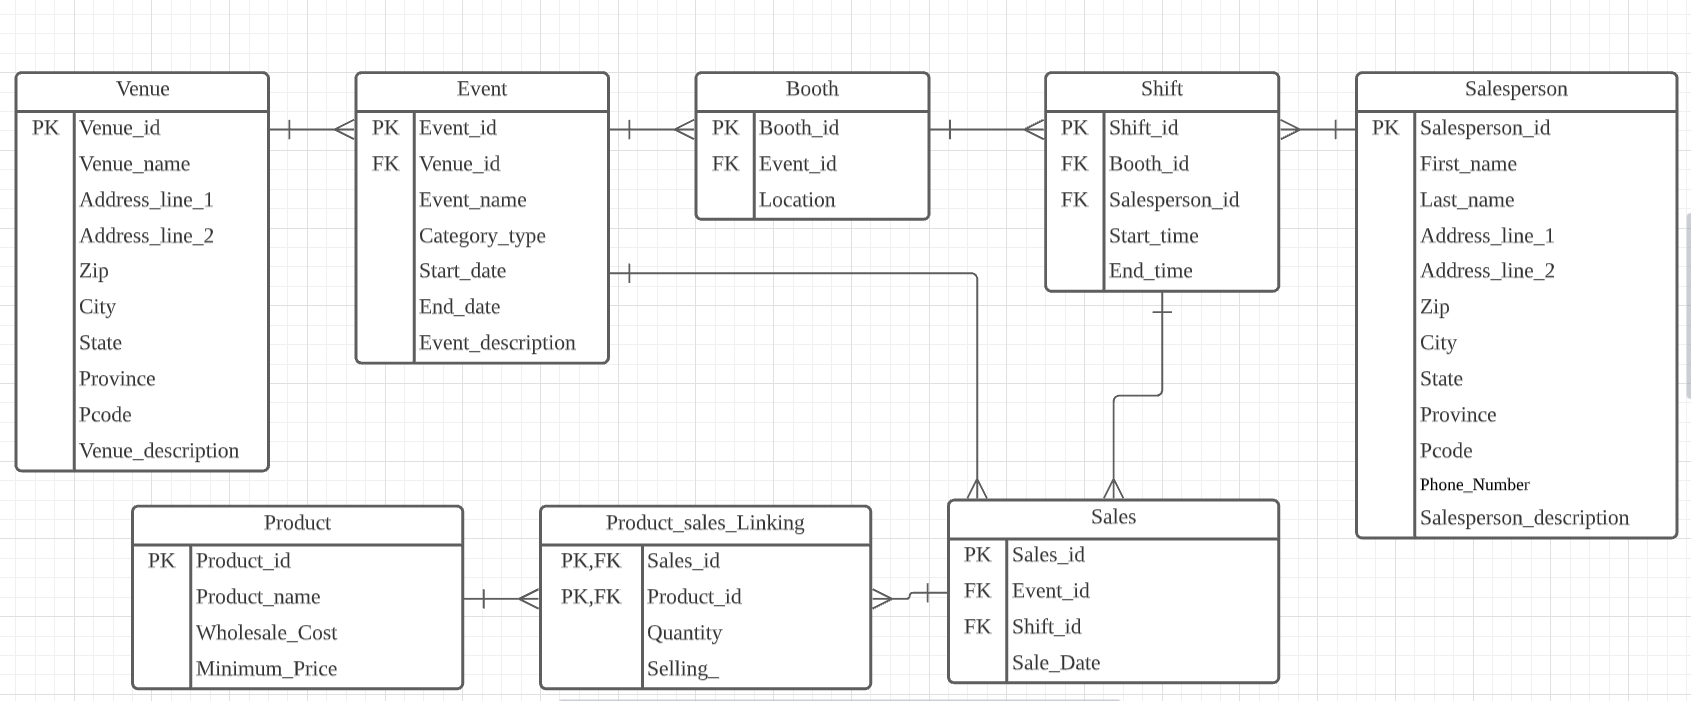 Venue
PK Venue_id
Venue_name
Address_line_1
Address_line_2
Zip
City
State
Province
Pcode
Venue_description
Event
PK Event_id
FK Venue_id
Event_name
Category_type
Start_date
End_date
Event_description
Booth
PK Booth_id
FK Event_id
Location
Shift
PK Shift_id
FK Booth_id
FK Salesperson_id
Start_time
End_time
Salesperson
PK Salesperson_id
First_name
Last_name
Address_line_1
Address_line_2
Zip
City
State
Province
Pcode
Phone_Number
Salesperson_description
Product
PK Product_id
Product_name
Wholesale_Cost
Minimum_Price
Product_sales_Linking
PK,FK Sales_id
PK,FK Product_id
Quantity
Selling_
Sales
PK Sales_id
FK Event_id
FK Shift_id
Sale_Date